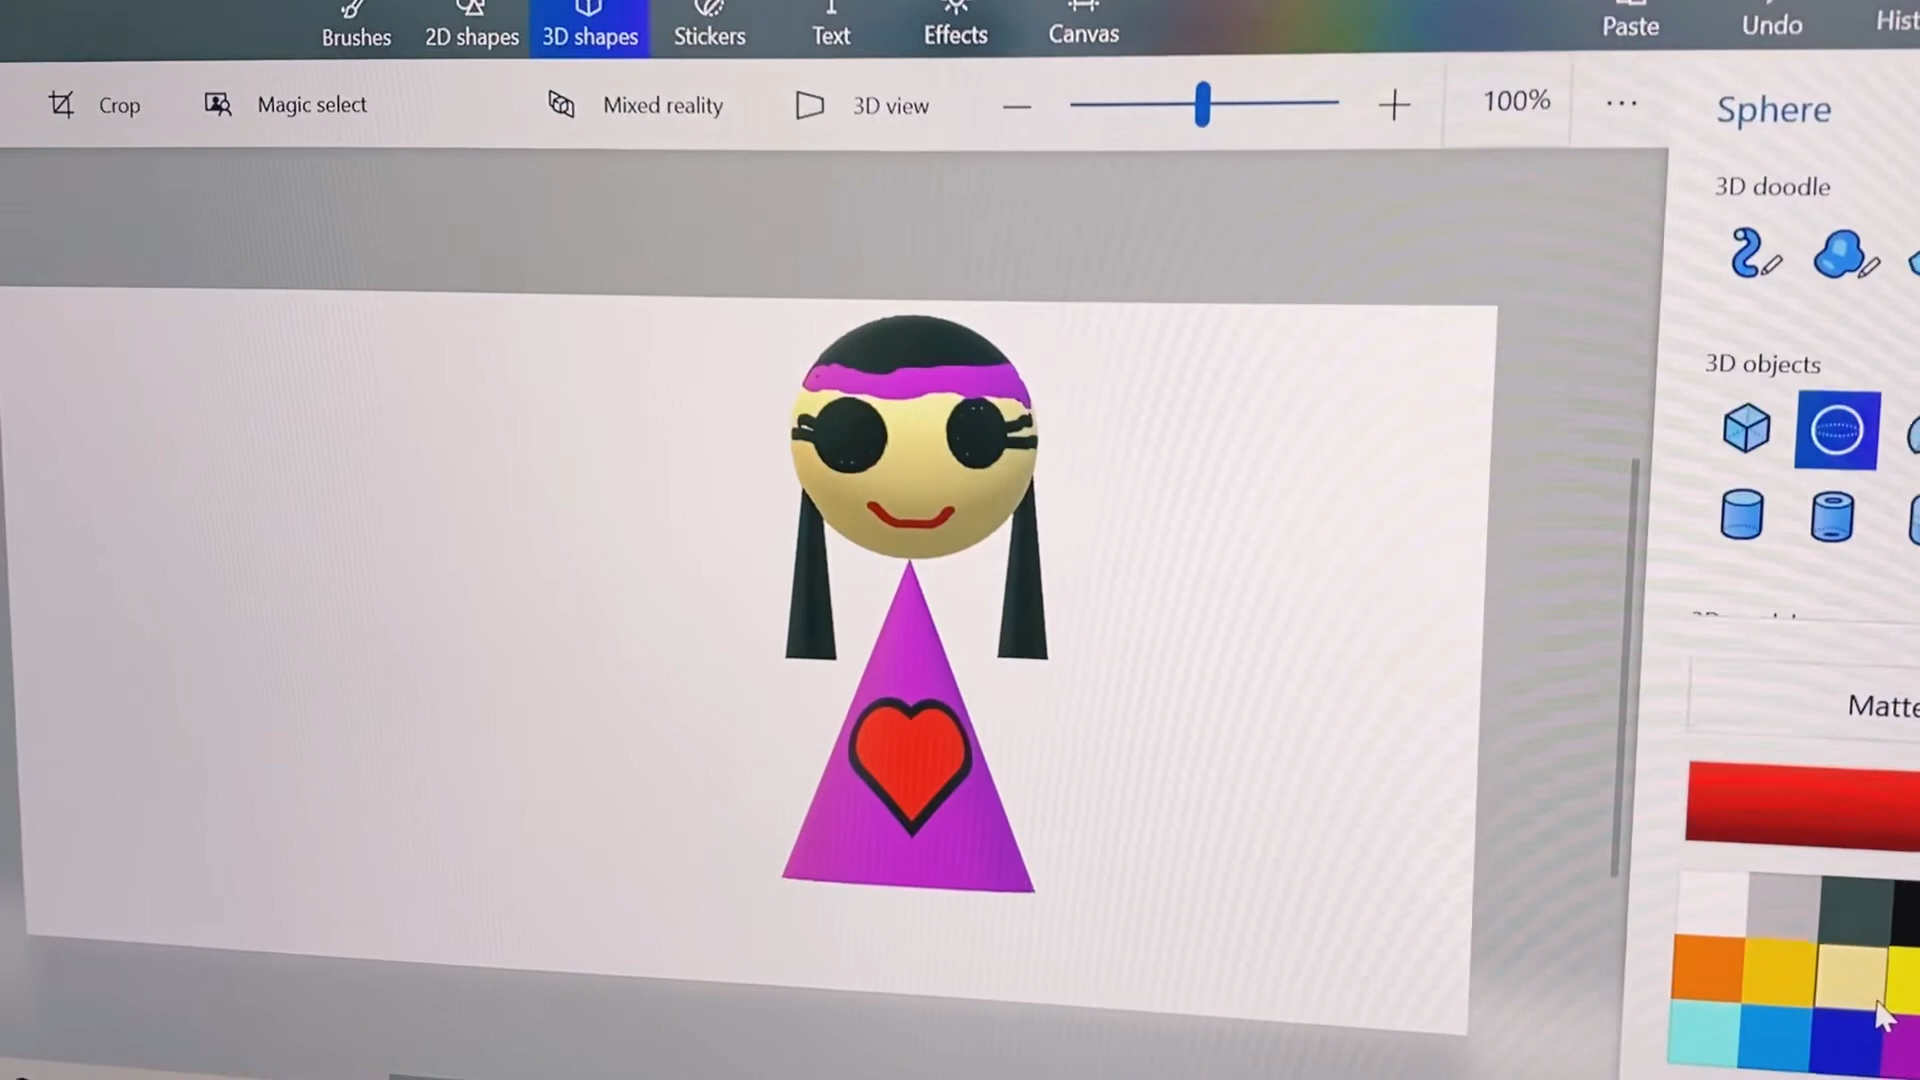 Brushes 2D shapes 3D shapes Stickers Text Effects Canvas Paste Undo
Crop Magic select Mixed reality 3D view 100% ...
Sphere
3D doodle
3D objects
Matte